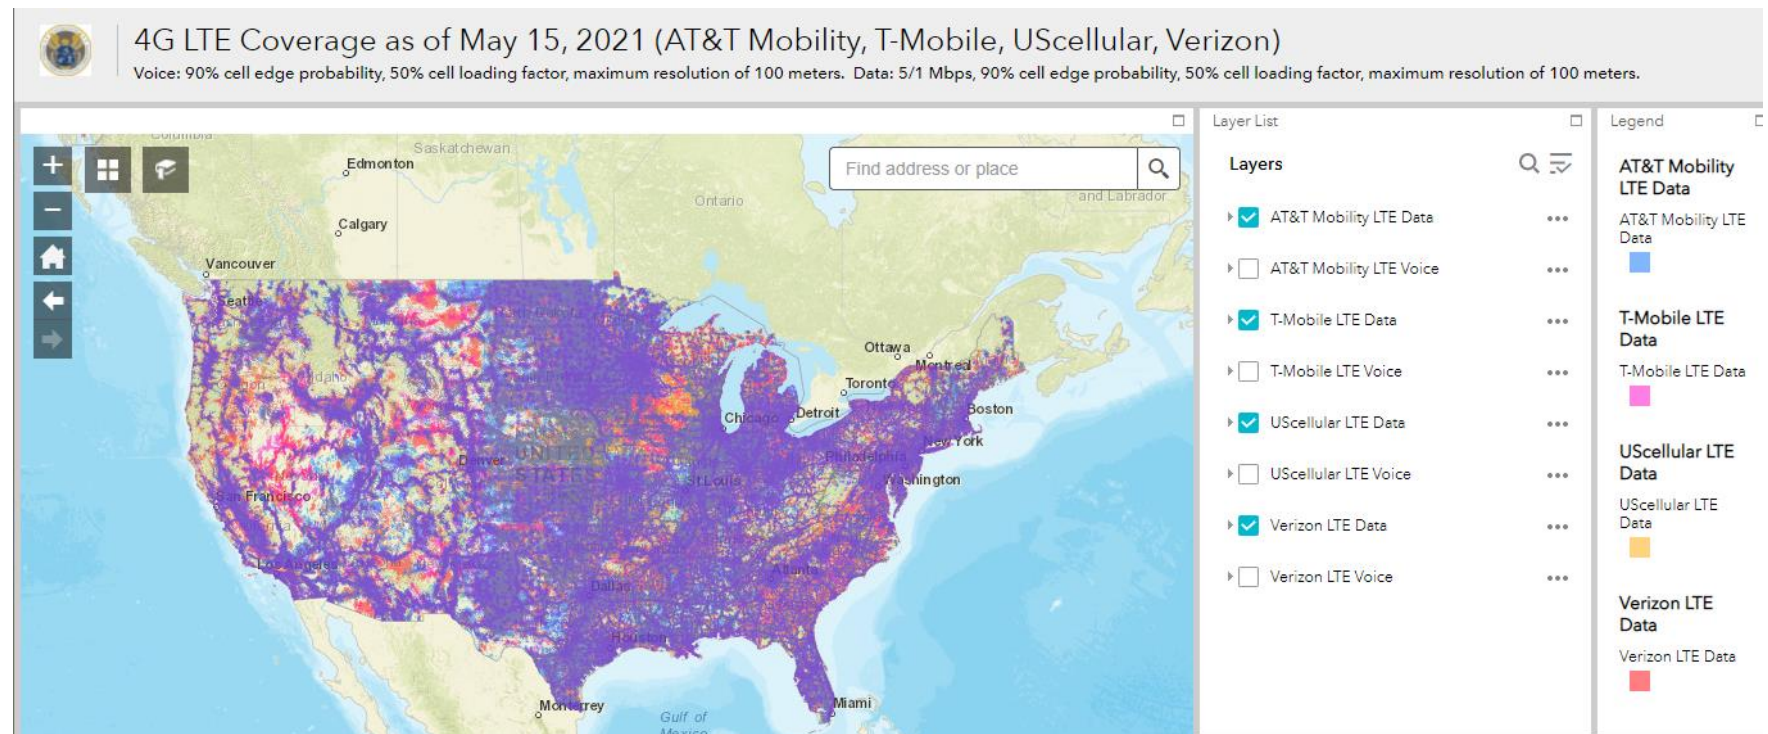 4G LTE Coverage as of May 15, 2021 (AT&T Mobility, T-Mobile, UScellular, Verizon)
Voice: 90% cell edge probability, 50% cell loading factor, maximum resolution of 100 meters. Data: 5/1 Mbps, 90% cell edge probability, 50% cell loading factor, maximum resolution of 100 meters.
Columbia
Saskatchewan
Edmonton
Find address or place
Ontario
and Labrador
Calgary
Vancouver
Seattle
Ottawa
Montreal
Idaho
Toronto
Chicago
Detroit
Boston
New York
Denver
UNITED
STATES
Philadelphia
St Louis
Washington
San Francisco
Los Angeles
Atlanta
Dallas
Houston
Monterrey
Miami
Gulf of
Mexico
Layer List
Layers
AT&T Mobility LTE Data
AT&T Mobility LTE Voice
T-Mobile LTE Data
T-Mobile LTE Voice
UScellular LTE Data
UScellular LTE Voice
Verizon LTE Data
Verizon LTE Voice
Legend
AT&T Mobility
LTE Data
AT&T Mobility LTE
Data
T-Mobile LTE
Data
T-Mobile LTE Data
UScellular LTE
Data
UScellular LTE
Data
Verizon LTE
Data
Verizon LTE Data